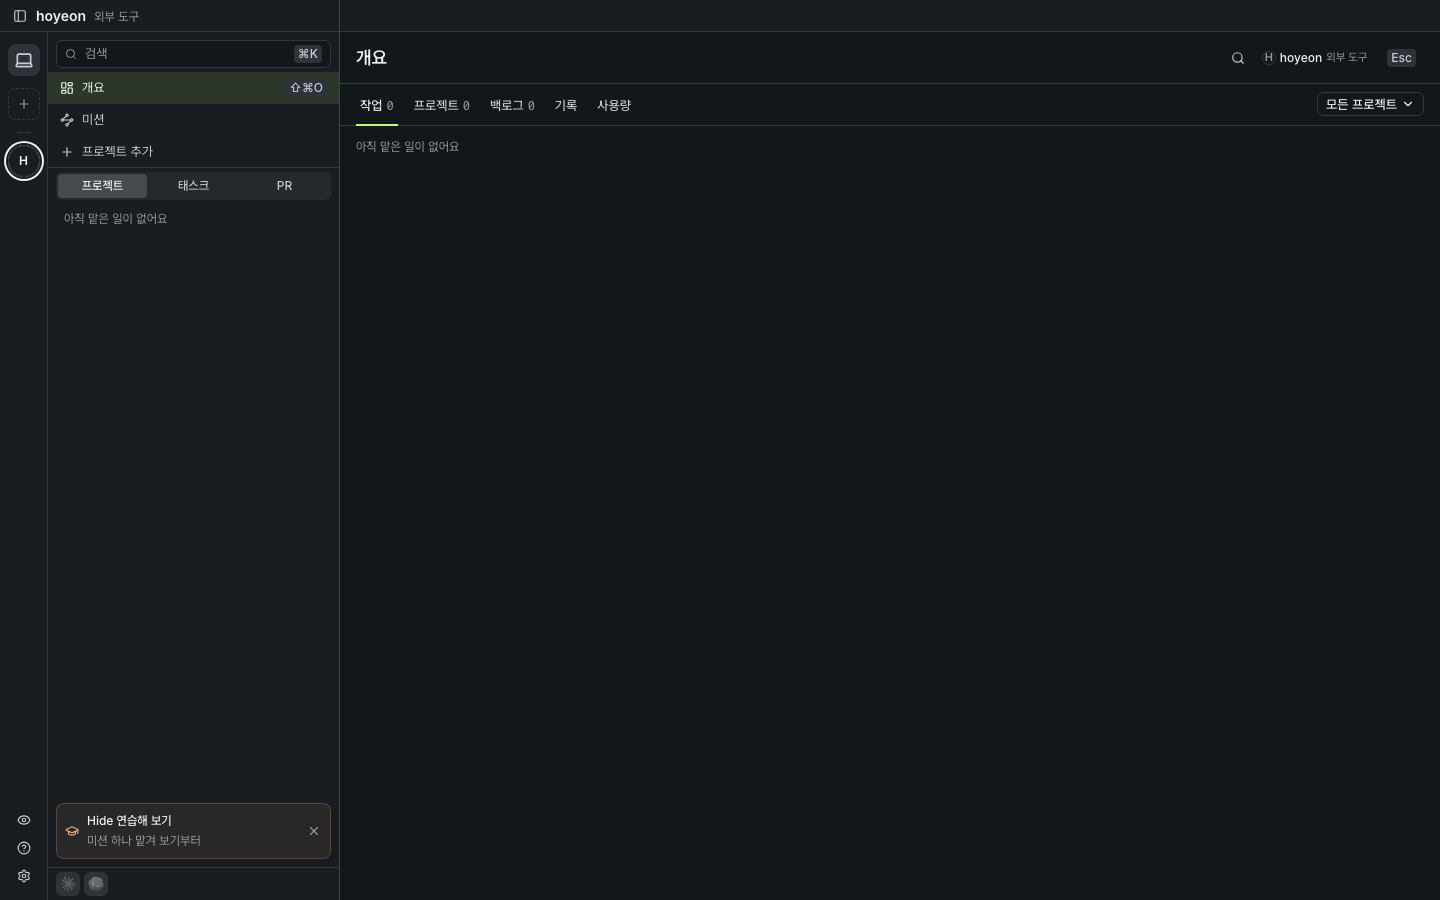 hoyeon 외부 도구
검색 ⌘K
개요 ⇧⌘O
미션
프로젝트 추가
H
프로젝트 태스크 PR
아직 맡은 일이 없어요
Hide 연습해 보기
미션 하나 맡겨 보기부터
개요
H hoyeon 외부 도구 Esc
작업 0 프로젝트 0 백로그 0 기록 사용량
모든 프로젝트
아직 맡은 일이 없어요